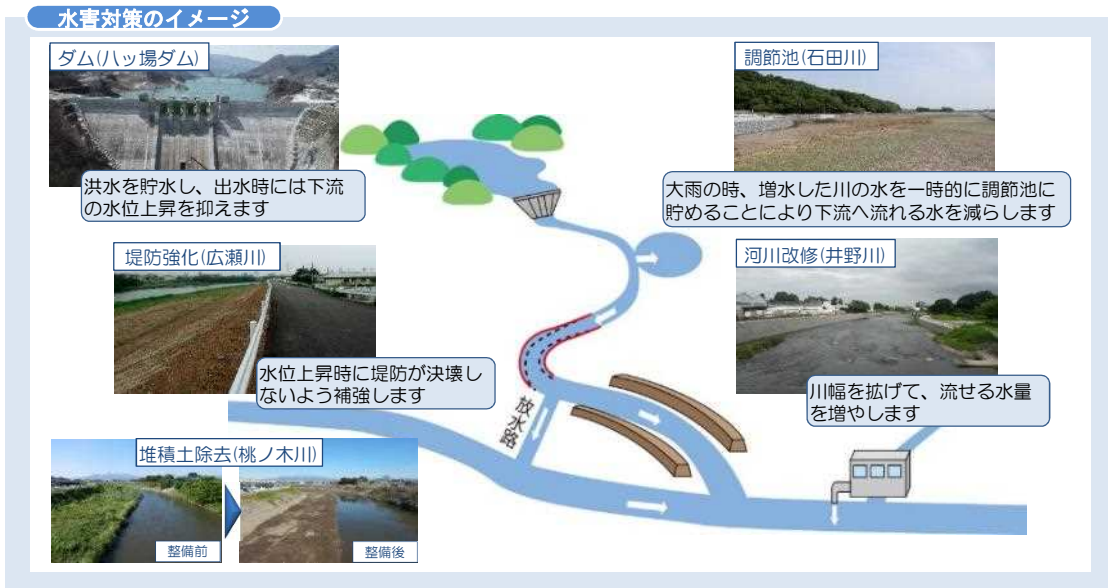 水害対策のイメージ
ダム(八ッ場ダム)
洪水を貯水し、出水時には下流
の水位上昇を抑えます
調節池(石田川)
大雨の時、増水した川の水を一時的に調節池に
貯めることにより下流へ流れる水を減らします
堤防強化(広瀬川)
水位上昇時に堤防が決壊し
ないよう補強します
河川改修(井野川)
川幅を拡げて、流せる水量
を増やします
放水路
堆積土除去(桃ノ木川)
整備前
整備後